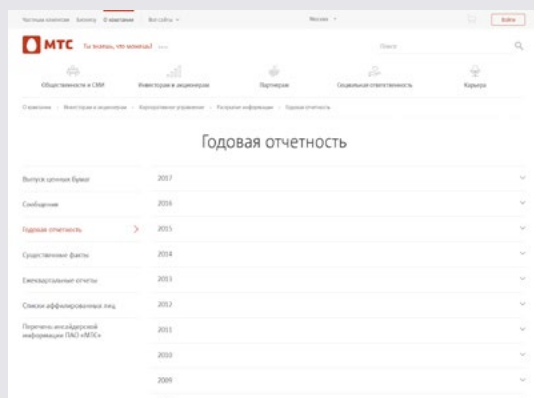 Частным клиентам Бизнесу О компании Все сайты
Москва
Войти
МТС Ты знаешь, что можешь!
Поиск
Общественности и СМИ
Инвесторам и акционерам
Партнерам
Социальная ответственность
Карьера
О компании Инвесторам и акционерам Корпоративное управление Раскрытие информации Годовая отчетность
Годовая отчетность
Выпуск ценных бумаг
Сообщения
Годовая отчетность
Существенные факты
Ежеквартальные отчеты
Списки аффилированных лиц
Перечень инсайдерской
информации ПАО «МТС»
2017
2016
2015
2014
2013
2012
2011
2010
2009